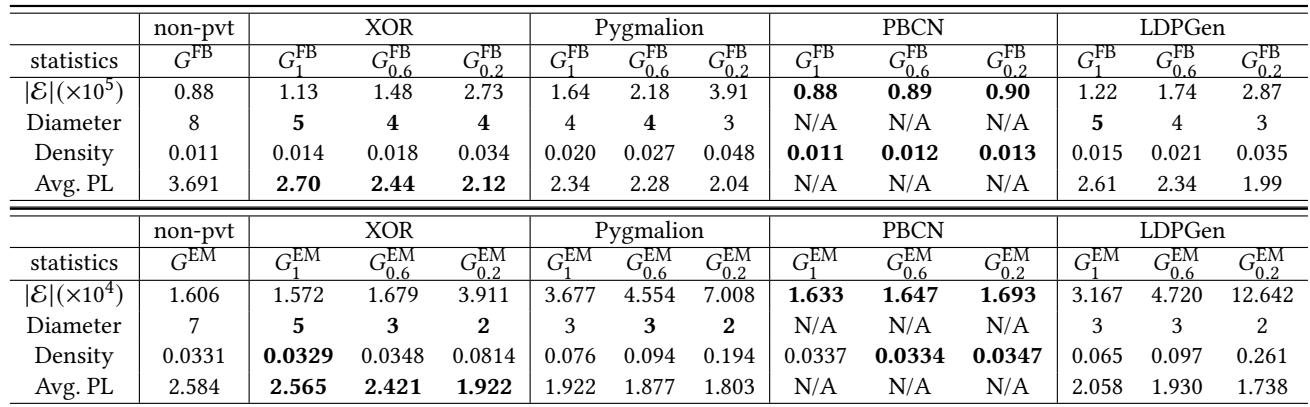 non-pvt XOR Pygmalion PBCN LDPGen
statistics G^FB G_1^FB G_0.6^FB G_0.2^FB G_1^FB G_0.6^FB G_0.2^FB G_1^FB G_0.6^FB G_0.2^FB G_1^FB G_0.6^FB G_0.2^FB
|ℰ|(×10^5) 0.88 1.13 1.48 2.73 1.64 2.18 3.91 0.88 0.89 0.90 1.22 1.74 2.87
Diameter 8 5 4 4 4 4 3 N/A N/A N/A 5 4 3
Density 0.011 0.014 0.018 0.034 0.020 0.027 0.048 0.011 0.012 0.013 0.015 0.021 0.035
Avg. PL 3.691 2.70 2.44 2.12 2.34 2.28 2.04 N/A N/A N/A 2.61 2.34 1.99
non-pvt XOR Pygmalion PBCN LDPGen
statistics G^EM G_1^EM G_0.6^EM G_0.2^EM G_1^EM G_0.6^EM G_0.2^EM G_1^EM G_0.6^EM G_0.2^EM G_1^EM G_0.6^EM G_0.2^EM
|ℰ|(×10^4) 1.606 1.572 1.679 3.911 3.677 4.554 7.008 1.633 1.647 1.693 3.167 4.720 12.642
Diameter 7 5 3 2 3 3 2 N/A N/A N/A 3 3 2
Density 0.0331 0.0329 0.0348 0.0814 0.076 0.094 0.194 0.0337 0.0334 0.0347 0.065 0.097 0.261
Avg. PL 2.584 2.565 2.421 1.922 1.922 1.877 1.803 N/A N/A N/A 2.058 1.930 1.738